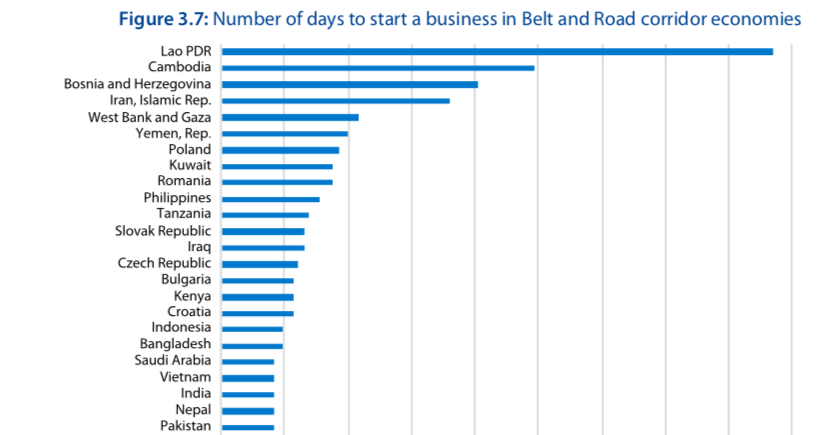 Figure 3.7: Number of days to start a business in Belt and Road corridor economies
Lao PDR
Cambodia
Bosnia and Herzegovina
Iran, Islamic Rep.
West Bank and Gaza
Yemen, Rep.
Poland
Kuwait
Romania
Philippines
Tanzania
Slovak Republic
Iraq
Czech Republic
Bulgaria
Kenya
Croatia
Indonesia
Bangladesh
Saudi Arabia
Vietnam
India
Nepal
Pakistan